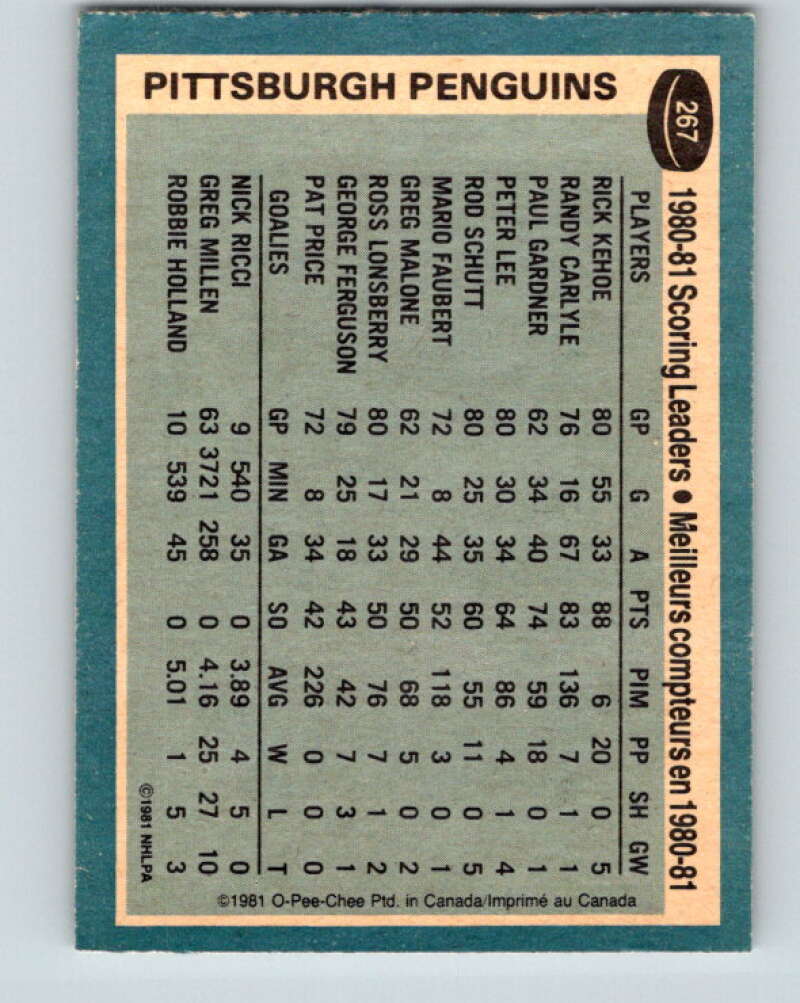 PITTSBURGH PENGUINS
267
1980-81 Scoring Leaders • Meilleurs compteurs en 1980-81
PLAYERS GP G A PTS PIM PP SH GW
RICK KEHOE 80 55 33 88 6 20 0 5
RANDY CARLYLE 76 16 67 83 136 7 1 1
PAUL GARDNER 62 34 40 74 59 18 0 1
PETER LEE 80 30 34 64 86 4 1 4
ROD SCHUTT 80 25 35 60 55 11 0 5
MARIO FAUBERT 72 8 44 52 118 3 0 1
GREG MALONE 62 21 29 50 68 5 0 2
ROSS LONSBERRY 80 17 33 50 76 7 1 2
GEORGE FERGUSON 79 25 18 43 42 7 3 1
PAT PRICE 72 8 34 42 226 0 0 0
GOALIES GP MIN GA SO AVG W L T
NICK RICCI 9 540 35 0 3.89 4 5 0
GREG MILLEN 63 3721 258 0 4.16 25 27 10
ROBBIE HOLLAND 10 539 45 0 5.01 1 5 3
©1981 NHLPA
©1981 O-Pee-Chee Ptd. in Canada/Imprimé au Canada